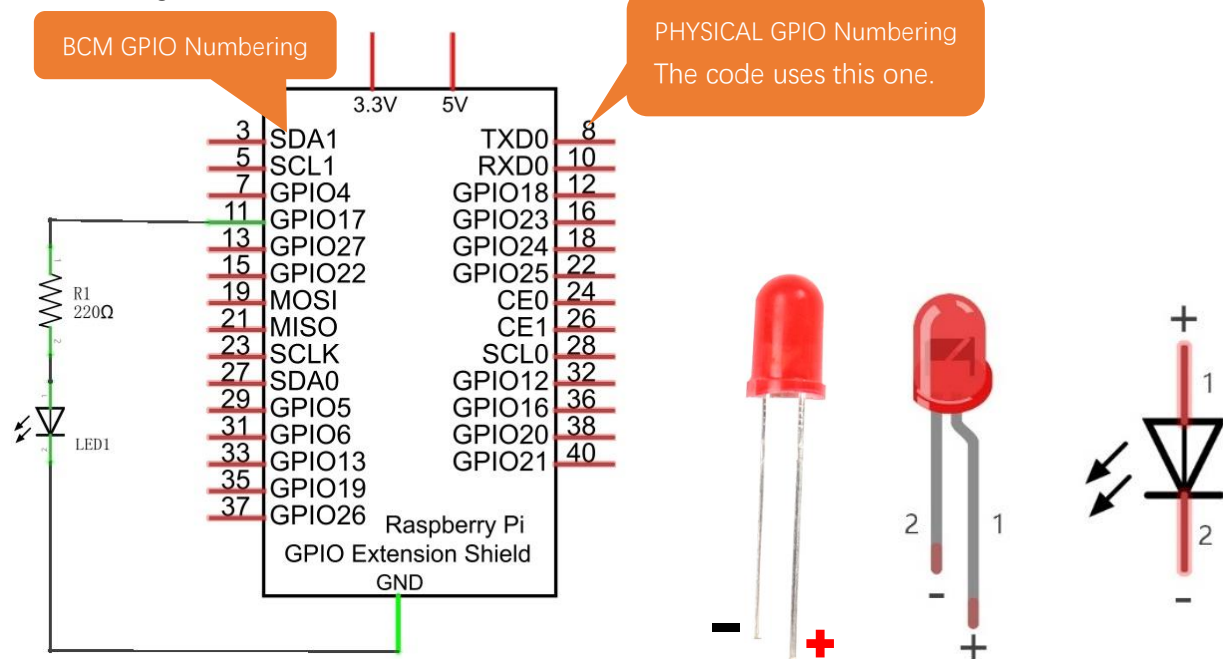 BCM GPIO Numbering
PHYSICAL GPIO Numbering
The code uses this one.
3.3V 5V
3 SDA1 TXD0 8
5 SCL1 RXD0 10
7 GPIO4 GPIO18 12
11 GPIO17 GPIO23 16
13 GPIO27 GPIO24 18
15 GPIO22 GPIO25 22
19 MOSI CE0 24
21 MISO CE1 26
23 SCLK SCL0 28
27 SDA0 GPIO12 32
29 GPIO5 GPIO16 36
31 GPIO6 GPIO20 38
33 GPIO13 GPIO21 40
35 GPIO19
37 GPIO26
Raspberry Pi
GPIO Extension Shield
GND
1
R1
220Ω
2
1
LED1
2
- +
2 1
-
+
+
1
2
-